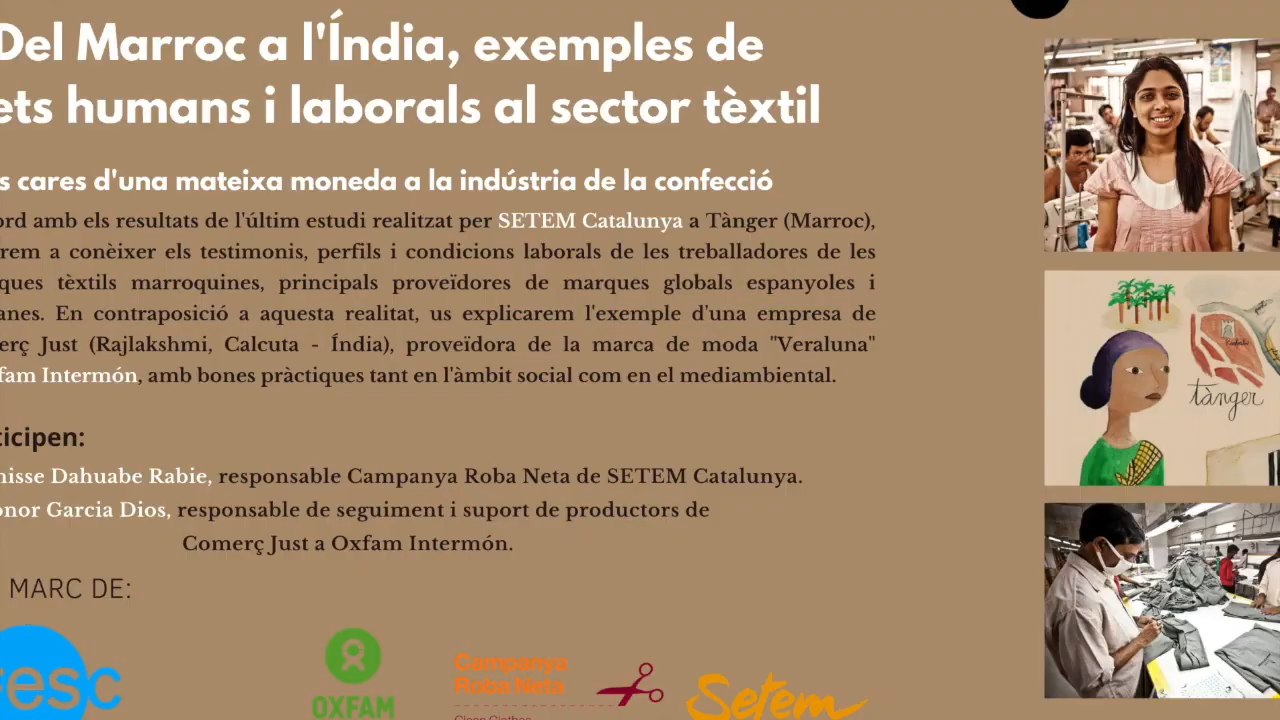 Del Marroc a l'Índia, exemples de
ets humans i laborals al sector tèxtil
s cares d'una mateixa moneda a la indústria de la confecció
ord amb els resultats de l'últim estudi realitzat per SETEM Catalunya a Tànger (Marroc),
rem a conèixer els testimonis, perfils i condicions laborals de les treballadores de les
ques tèxtils marroquines, principals proveïdores de marques globals espanyoles i
anes. En contraposició a aquesta realitat, us explicarem l'exemple d'una empresa de
erç Just (Rajlakshmi, Calcuta - Índia), proveïdora de la marca de moda "Veraluna"
fam Intermón, amb bones pràctiques tant en l'àmbit social com en el mediambiental.
ticipen:
nisse Dahuabe Rabie, responsable Campanya Roba Neta de SETEM Catalunya.
onor Garcia Dios, responsable de seguiment i suport de productors de
Comerç Just a Oxfam Intermón.
MARC DE:
tànger
esc
OXFAM
Campanya
Roba Neta
Clean Clothes
Setem